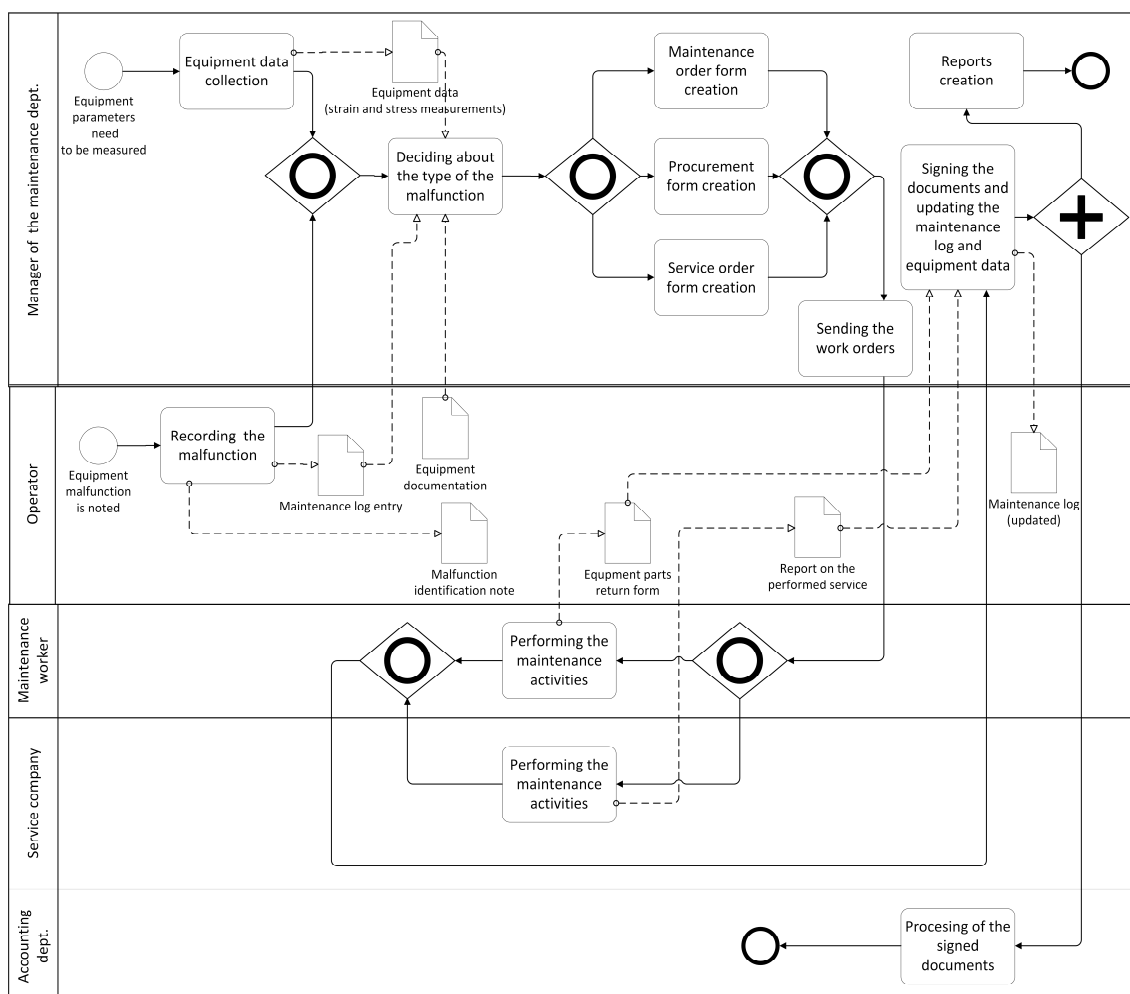 Manager of the maintenance dept.
Equipment
parameters
need
to be measured
Equipment data
collection
Equipment data
(strain and stress measurements)
Deciding about
the type of the
malfunction
Maintenance
order form
creation
Procurement
form creation
Service order
form creation
Sending the
work orders
Reports
creation
Signing the
documents and
updating the
maintenance
log and
equipment data
Operator
Equipment
malfunction
is noted
Recording the
malfunction
Maintenance log entry
Equipment
documentation
Malfunction
identification note
Equpment parts
return form
Report on the
performed service
Maintenance log
(updated)
Maintenance
worker
Performing the
maintenance
activities
Service company
Performing the
maintenance
activities
Accounting
dept.
Procesing of the
signed
documents